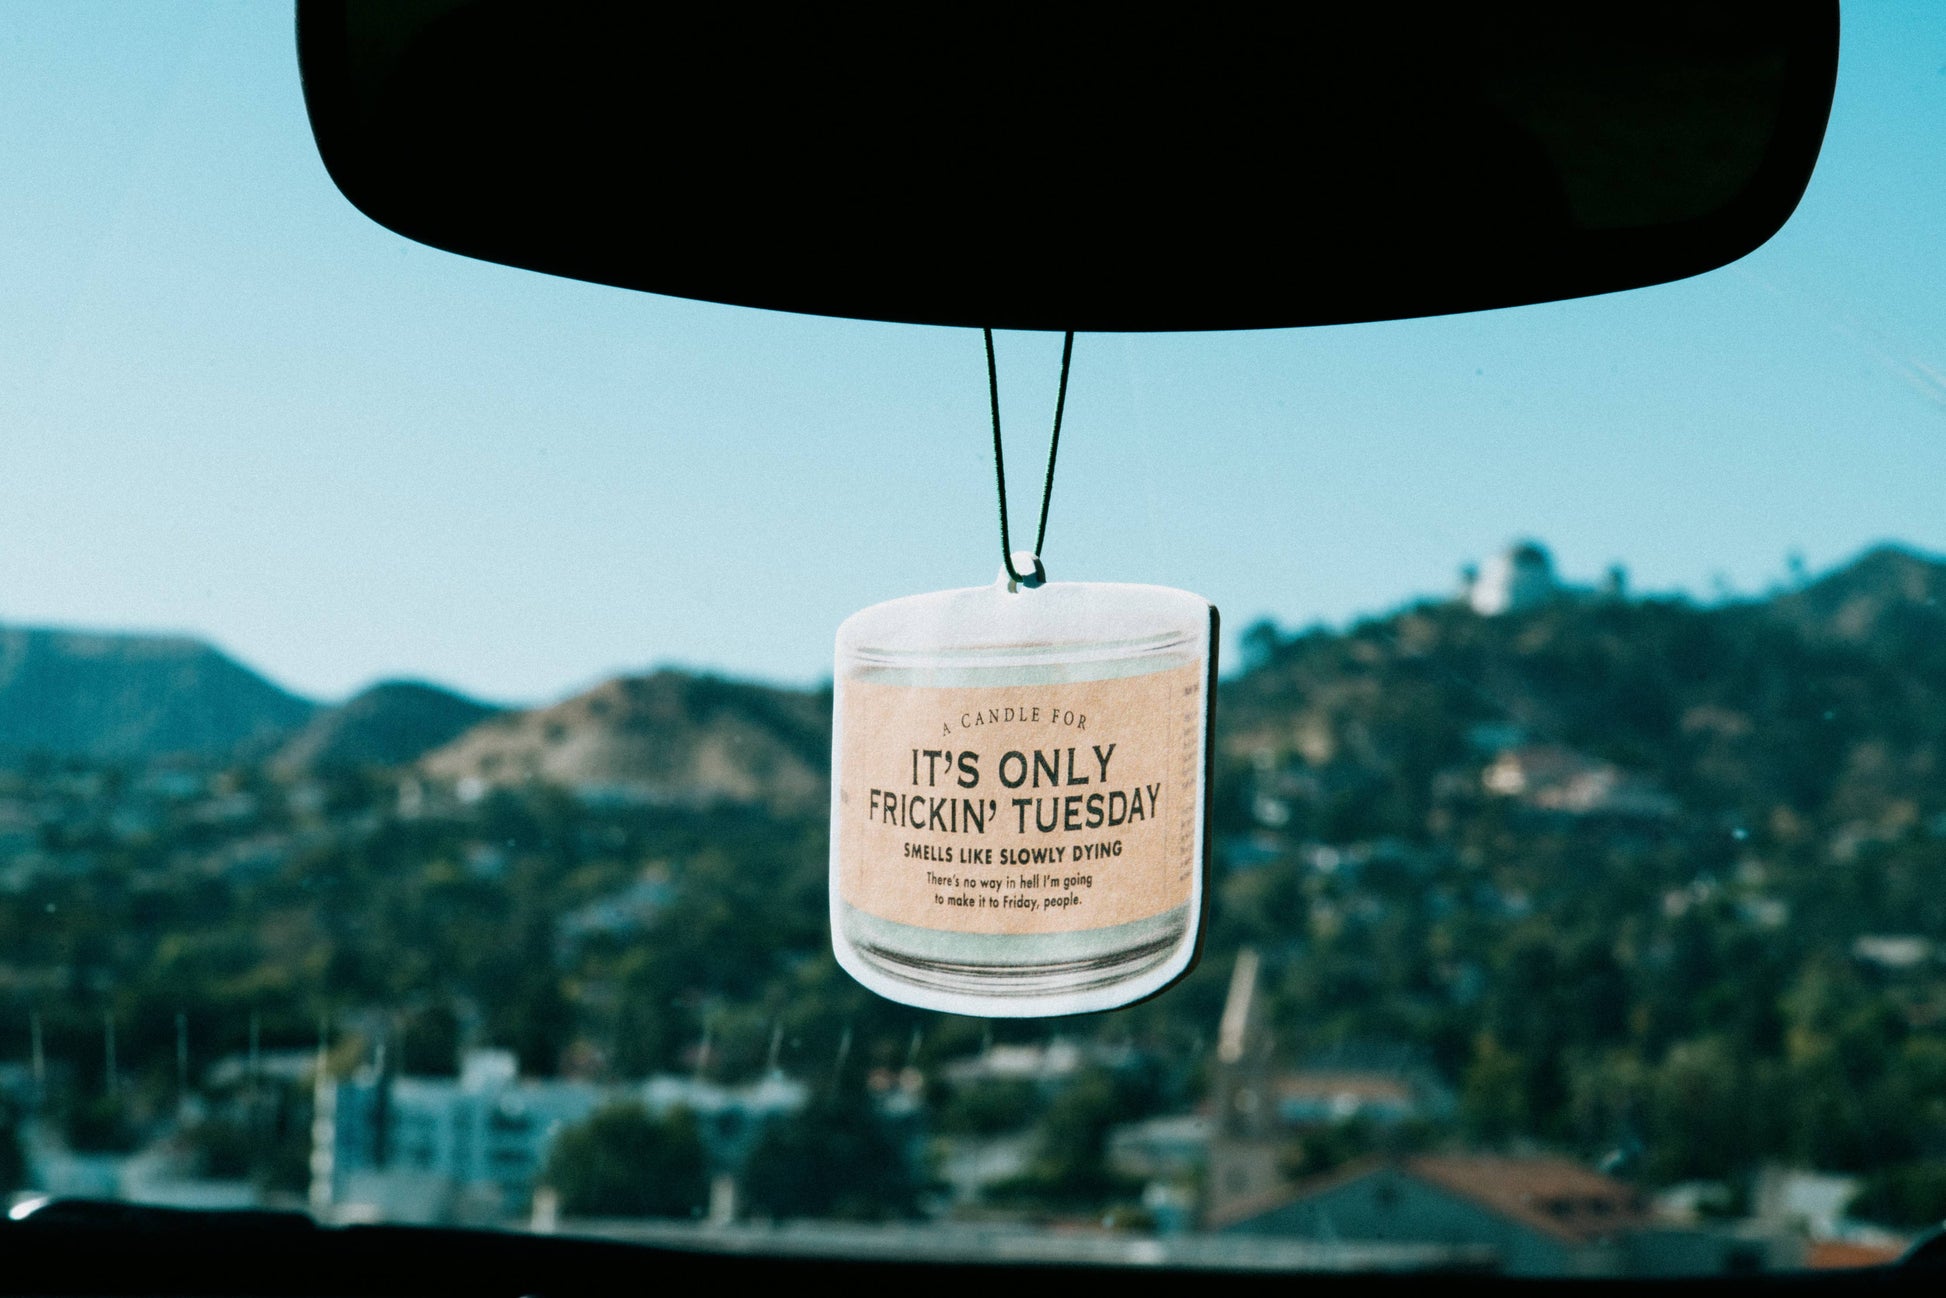 A CANDLE FOR
IT'S ONLY
FRICKIN' TUESDAY
SMELLS LIKE SLOWLY DYING
There's no way in hell I'm going
to make it to Friday, people.